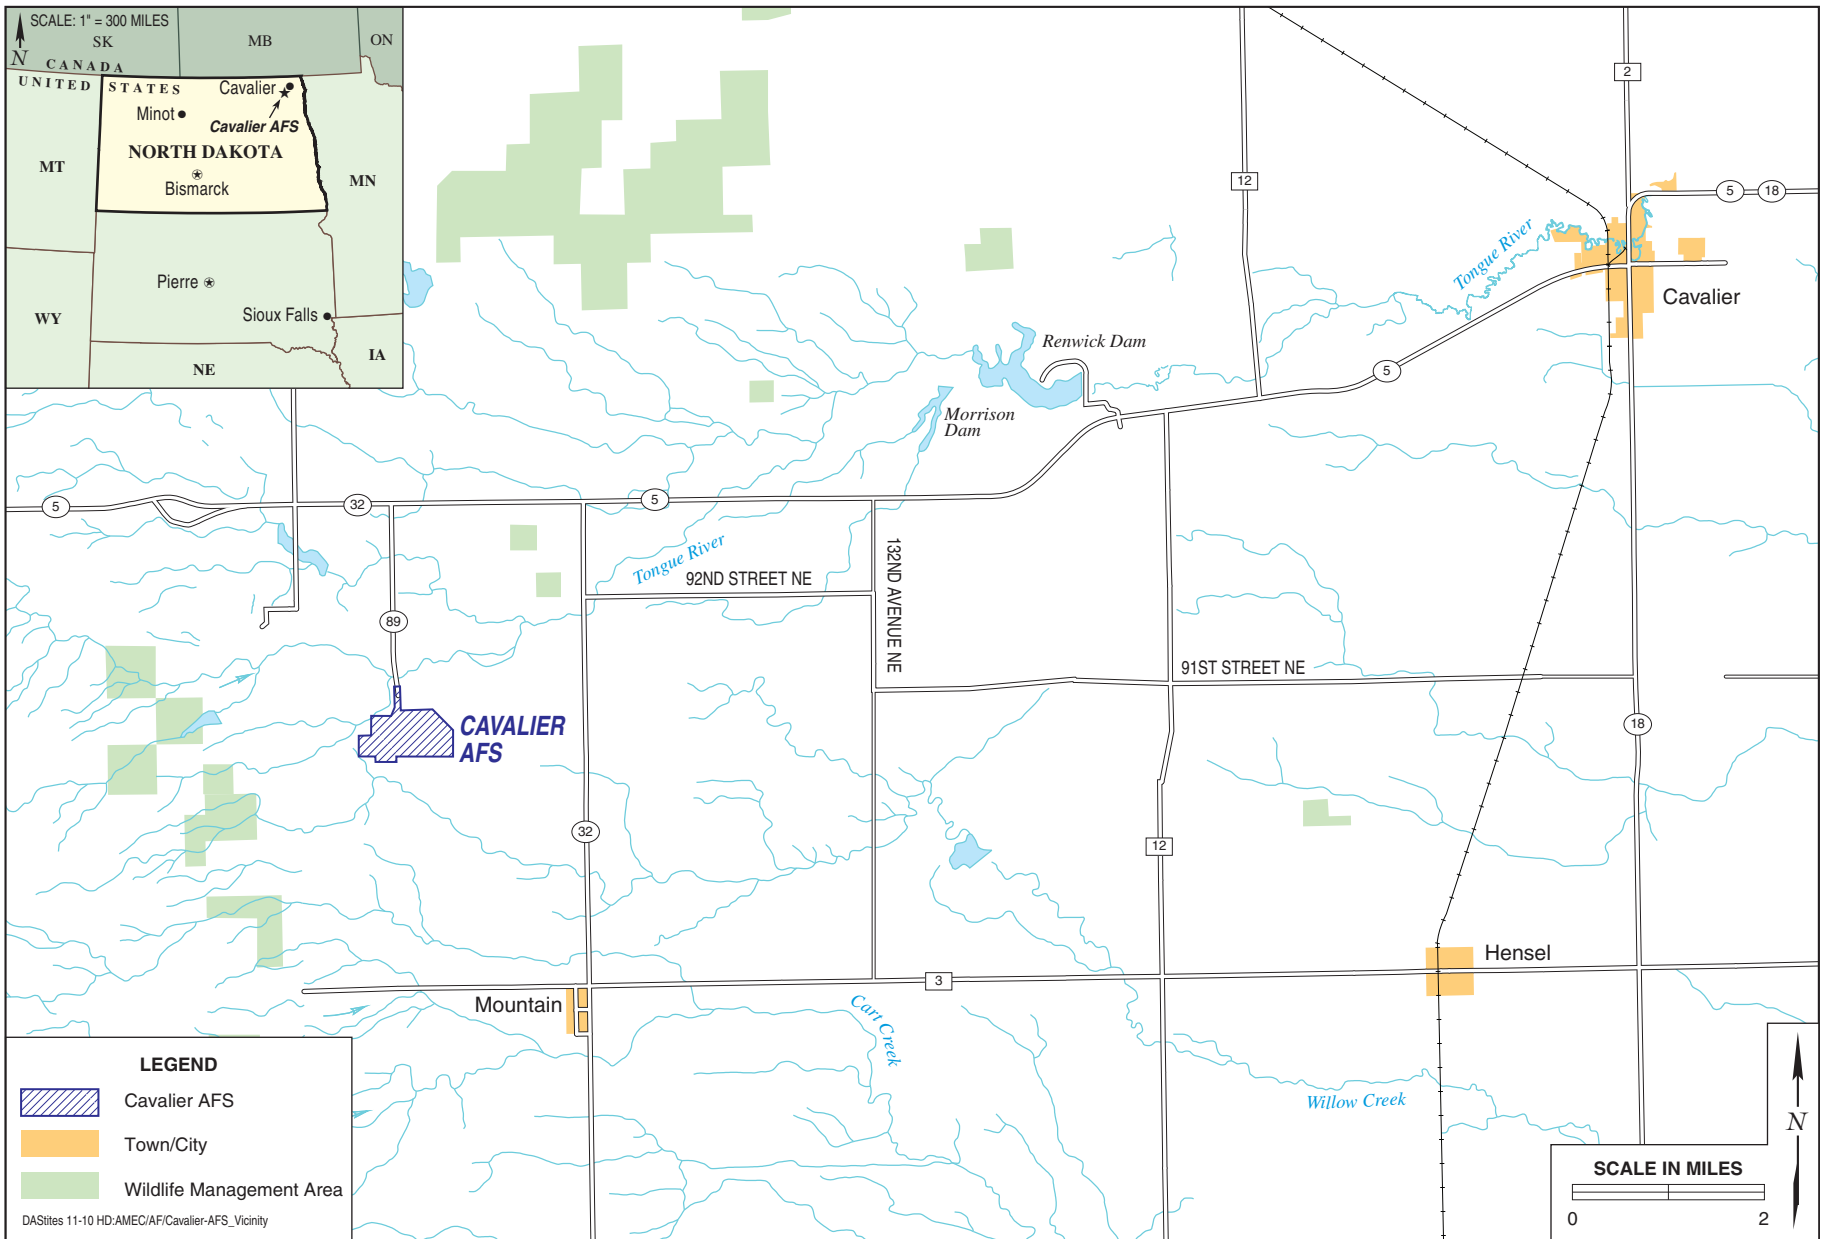 SCALE: 1" = 300 MILES
N
SK
MB
ON
CANADA
UNITED STATES
Cavalier
Minot
Cavalier AFS
NORTH DAKOTA
Bismarck
MT
MN
Pierre
Sioux Falls
WY
IA
NE
2
12
5
18
Tongue River
Cavalier
Renwick Dam
5
Morrison
Dam
5
32
5
Tongue River
92ND STREET NE
132ND AVENUE NE
89
91ST STREET NE
CAVALIER
AFS
18
32
12
Hensel
3
Mountain
Cart Creek
Willow Creek
LEGEND
Cavalier AFS
Town/City
Wildlife Management Area
DAStites 11-10 HD:AMEC/AF/Cavalier-AFS_Vicinity
N
SCALE IN MILES
0 2